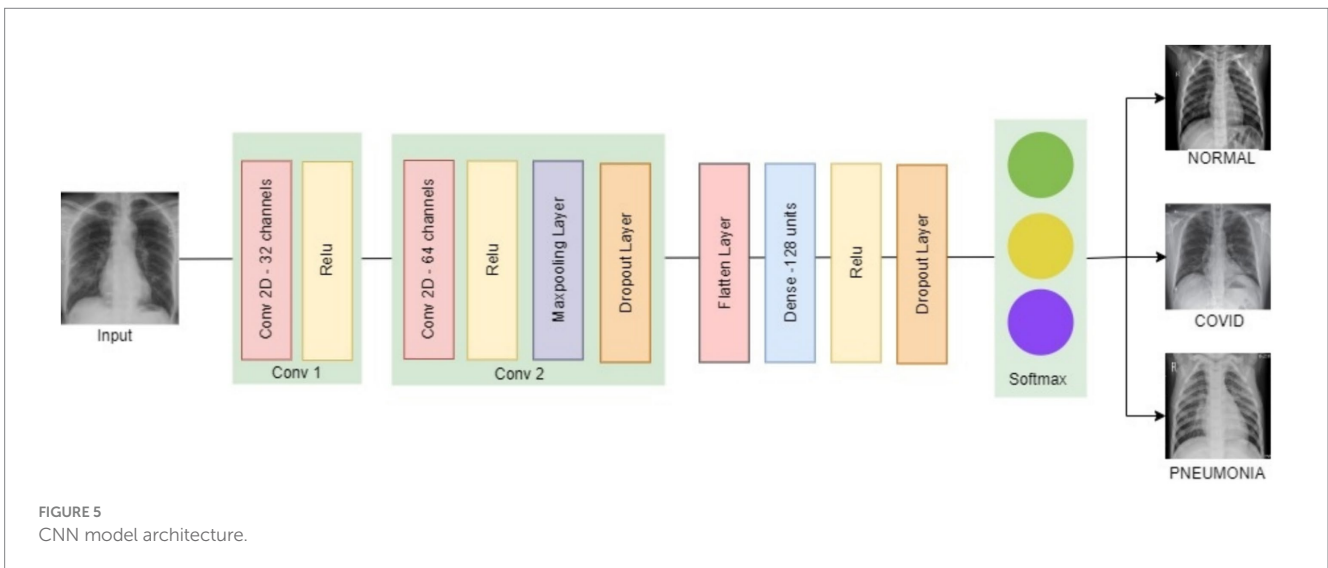 Input
Conv 2D - 32 channels
Relu
Conv 1
Conv 2D - 64 channels
Relu
Maxpooling Layer
Dropout Layer
Conv 2
Flatten Layer
Dense -128 units
Relu
Dropout Layer
Softmax
NORMAL
COVID
R
PNEUMONIA
FIGURE 5
CNN model architecture.